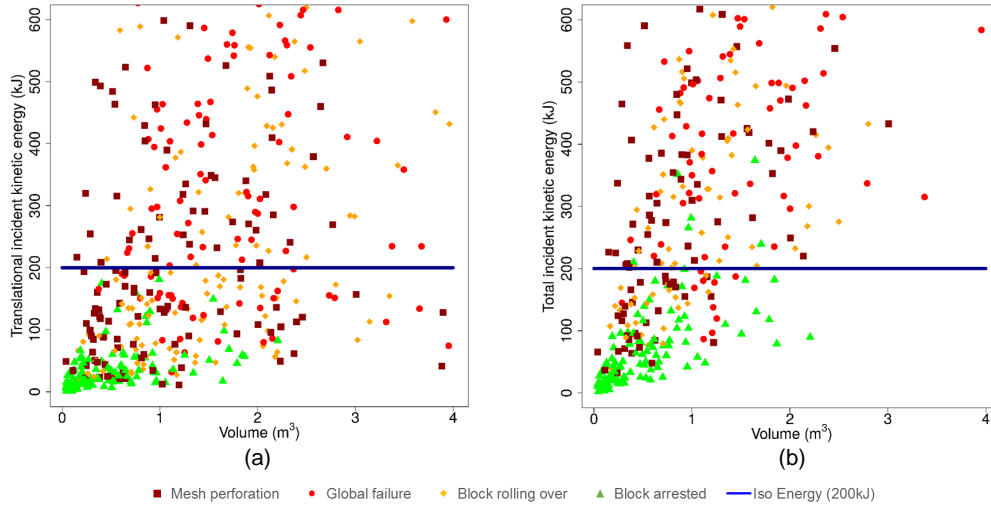 Translational incident kinetic energy (kJ)
600
500
400
300
200
100
0
0 1 2 3 4
Volume (m³)
(a)
Total incident kinetic energy (kJ)
600
500
400
300
200
100
0
0 1 2 3 4
Volume (m³)
(b)
Mesh perforation Global failure Block rolling over Block arrested Iso Energy (200kJ)